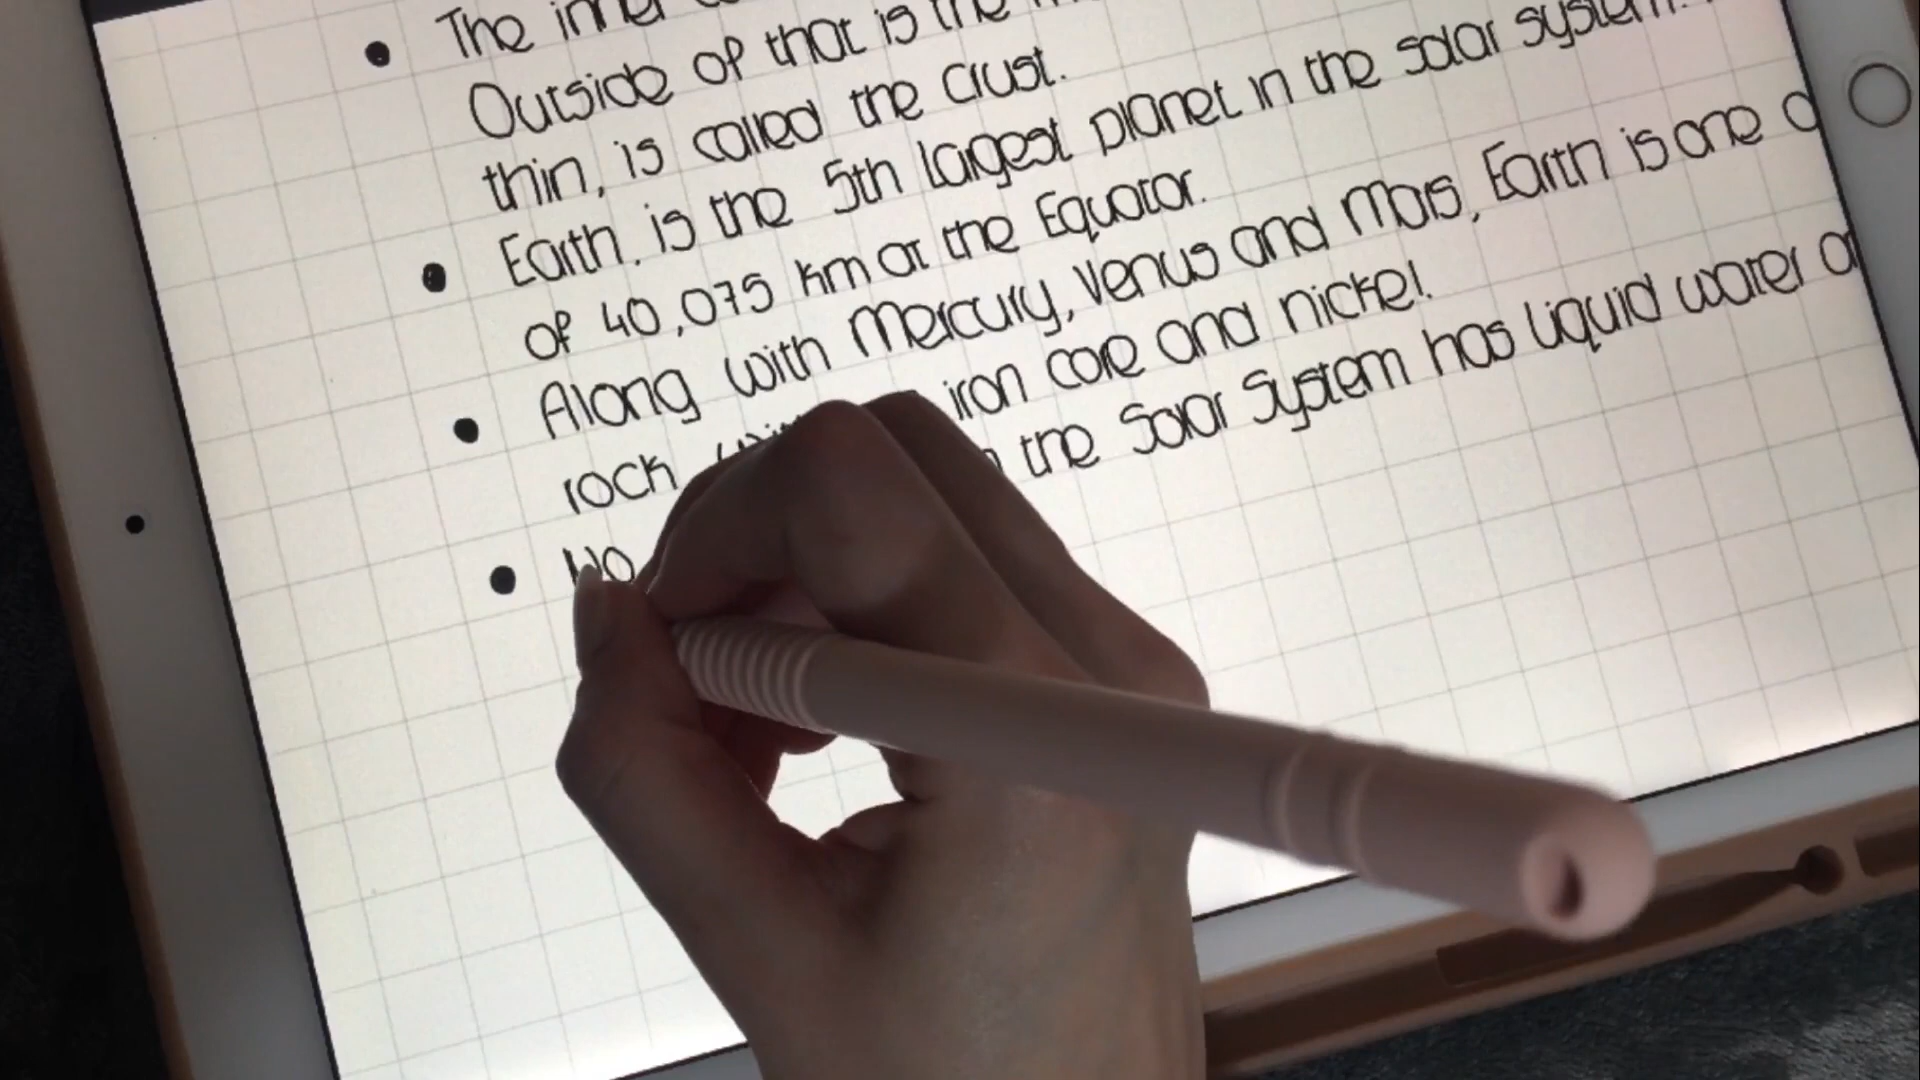 The inner
Outside of that is the
thin, is called the crust.
Earth. is the 5th largest planet in the solar system.
of 40,075 km at the Equator.
Along with Mercury, Venus and Mars, Earth is one
rock iron core and nickel.
No the Solar System has liquid water